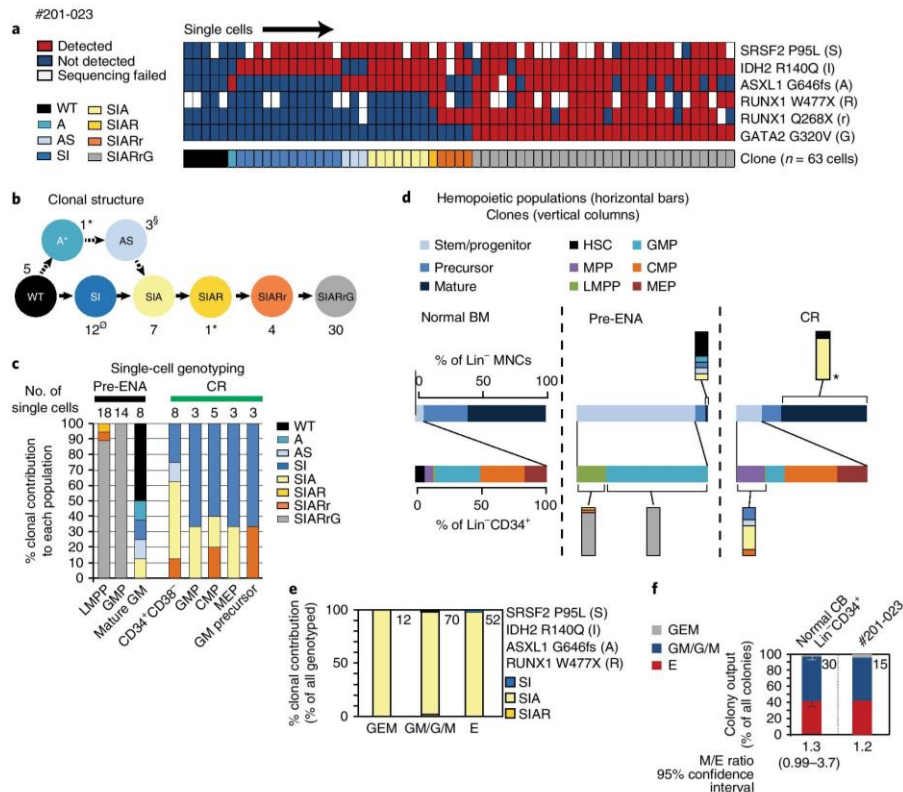 #201-023
a
Single cells
Detected
Not detected
Sequencing failed
WT
A
AS
SI
SIA
SIAR
SIARr
SIARrG
SRSF2 P95L (S)
IDH2 R140Q (I)
ASXL1 G646fs (A)
RUNX1 W477X (R)
RUNX1 Q268X (r)
GATA2 G320V (G)
Clone (n = 63 cells)
b
Clonal structure
1*
3§
A*
AS
5
WT
SI
SIA
SIAR
SIARr
SIARrG
12Ø
7
1*
4
30
c
Single-cell genotyping
No. of
single cells
Pre-ENA
CR
18 14 8 8 3 5 3 3
% clonal contribution
to each population
100
90
80
70
60
50
40
30
20
10
0
LMPP
GMP
Mature GM
CD34+CD38−
GMP
CMP
MEP
GM precursor
WT
A
AS
SI
SIA
SIAR
SIARr
SIARrG
d
Hemopoietic populations (horizontal bars)
Clones (vertical columns)
Stem/progenitor
Precursor
Mature
HSC
MPP
LMPP
GMP
CMP
MEP
Normal BM
Pre-ENA
CR
% of Lin− MNCs
0 50 100
*
0 50 100
% of Lin−CD34+
e
% clonal contribution
(% of all genotyped)
100
50
0
12
70
52
GEM
GM/G/M
E
SRSF2 P95L (S)
IDH2 R140Q (I)
ASXL1 G646fs (A)
RUNX1 W477X (R)
SI
SIA
SIAR
f
GEM
GM/G/M
E
Normal CB
Lin−CD34+
#201-023
Colony output
(% of all colonies)
100
80
60
40
20
0
30
15
1.3
1.2
M/E ratio
(0.99–3.7)
95% confidence
interval